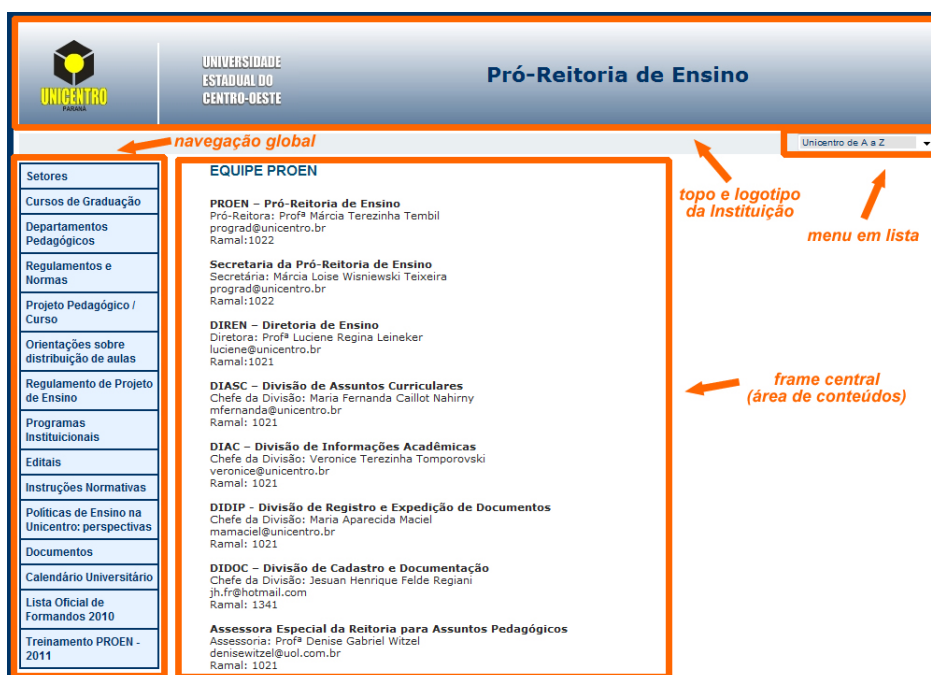 UNICENTRO
PARANÁ
UNIVERSIDADE
ESTADUAL DO
CENTRO-OESTE
Pró-Reitoria de Ensino
navegação global
Unicentro de A a Z
topo e logotipo
da Instituição
menu em lista
Setores
Cursos de Graduação
Departamentos
Pedagógicos
Regulamentos e
Normas
Projeto Pedagógico /
Curso
Orientações sobre
distribuição de aulas
Regulamento de Projeto
de Ensino
Programas
Instituicionais
Editais
Instruções Normativas
Políticas de Ensino na
Unicentro: perspectivas
Documentos
Calendário Universitário
Lista Oficial de
Formandos 2010
Treinamento PROEN -
2011
EQUIPE PROEN
PROEN – Pró-Reitoria de Ensino
Pró-Reitora: Profª Márcia Terezinha Tembil
prograd@unicentro.br
Ramal:1022
Secretaria da Pró-Reitoria de Ensino
Secretária: Márcia Loise Wisniewski Teixeira
prograd@unicentro.br
Ramal:1022
DIREN – Diretoria de Ensino
Diretora: Profª Luciene Regina Leineker
luciene@unicentro.br
Ramal:1021
DIASC – Divisão de Assuntos Curriculares
Chefe da Divisão: Maria Fernanda Caillot Nahirny
mfernanda@unicentro.br
Ramal: 1021
DIAC – Divisão de Informações Acadêmicas
Chefe da Divisão: Veronice Terezinha Tomporovski
veronice@unicentro.br
Ramal: 1021
DIDIP - Divisão de Registro e Expedição de Documentos
Chefe da Divisão: Maria Aparecida Maciel
mamaciel@unicentro.br
Ramal: 1021
DIDOC – Divisão de Cadastro e Documentação
Chefe da Divisão: Jesuan Henrique Felde Regiani
jh.fr@hotmail.com
Ramal: 1341
Assessora Especial da Reitoria para Assuntos Pedagógicos
Assessoria: Profª Denise Gabriel Witzel
denisewitzel@uol.com.br
Ramal: 1021
frame central
(área de conteúdos)